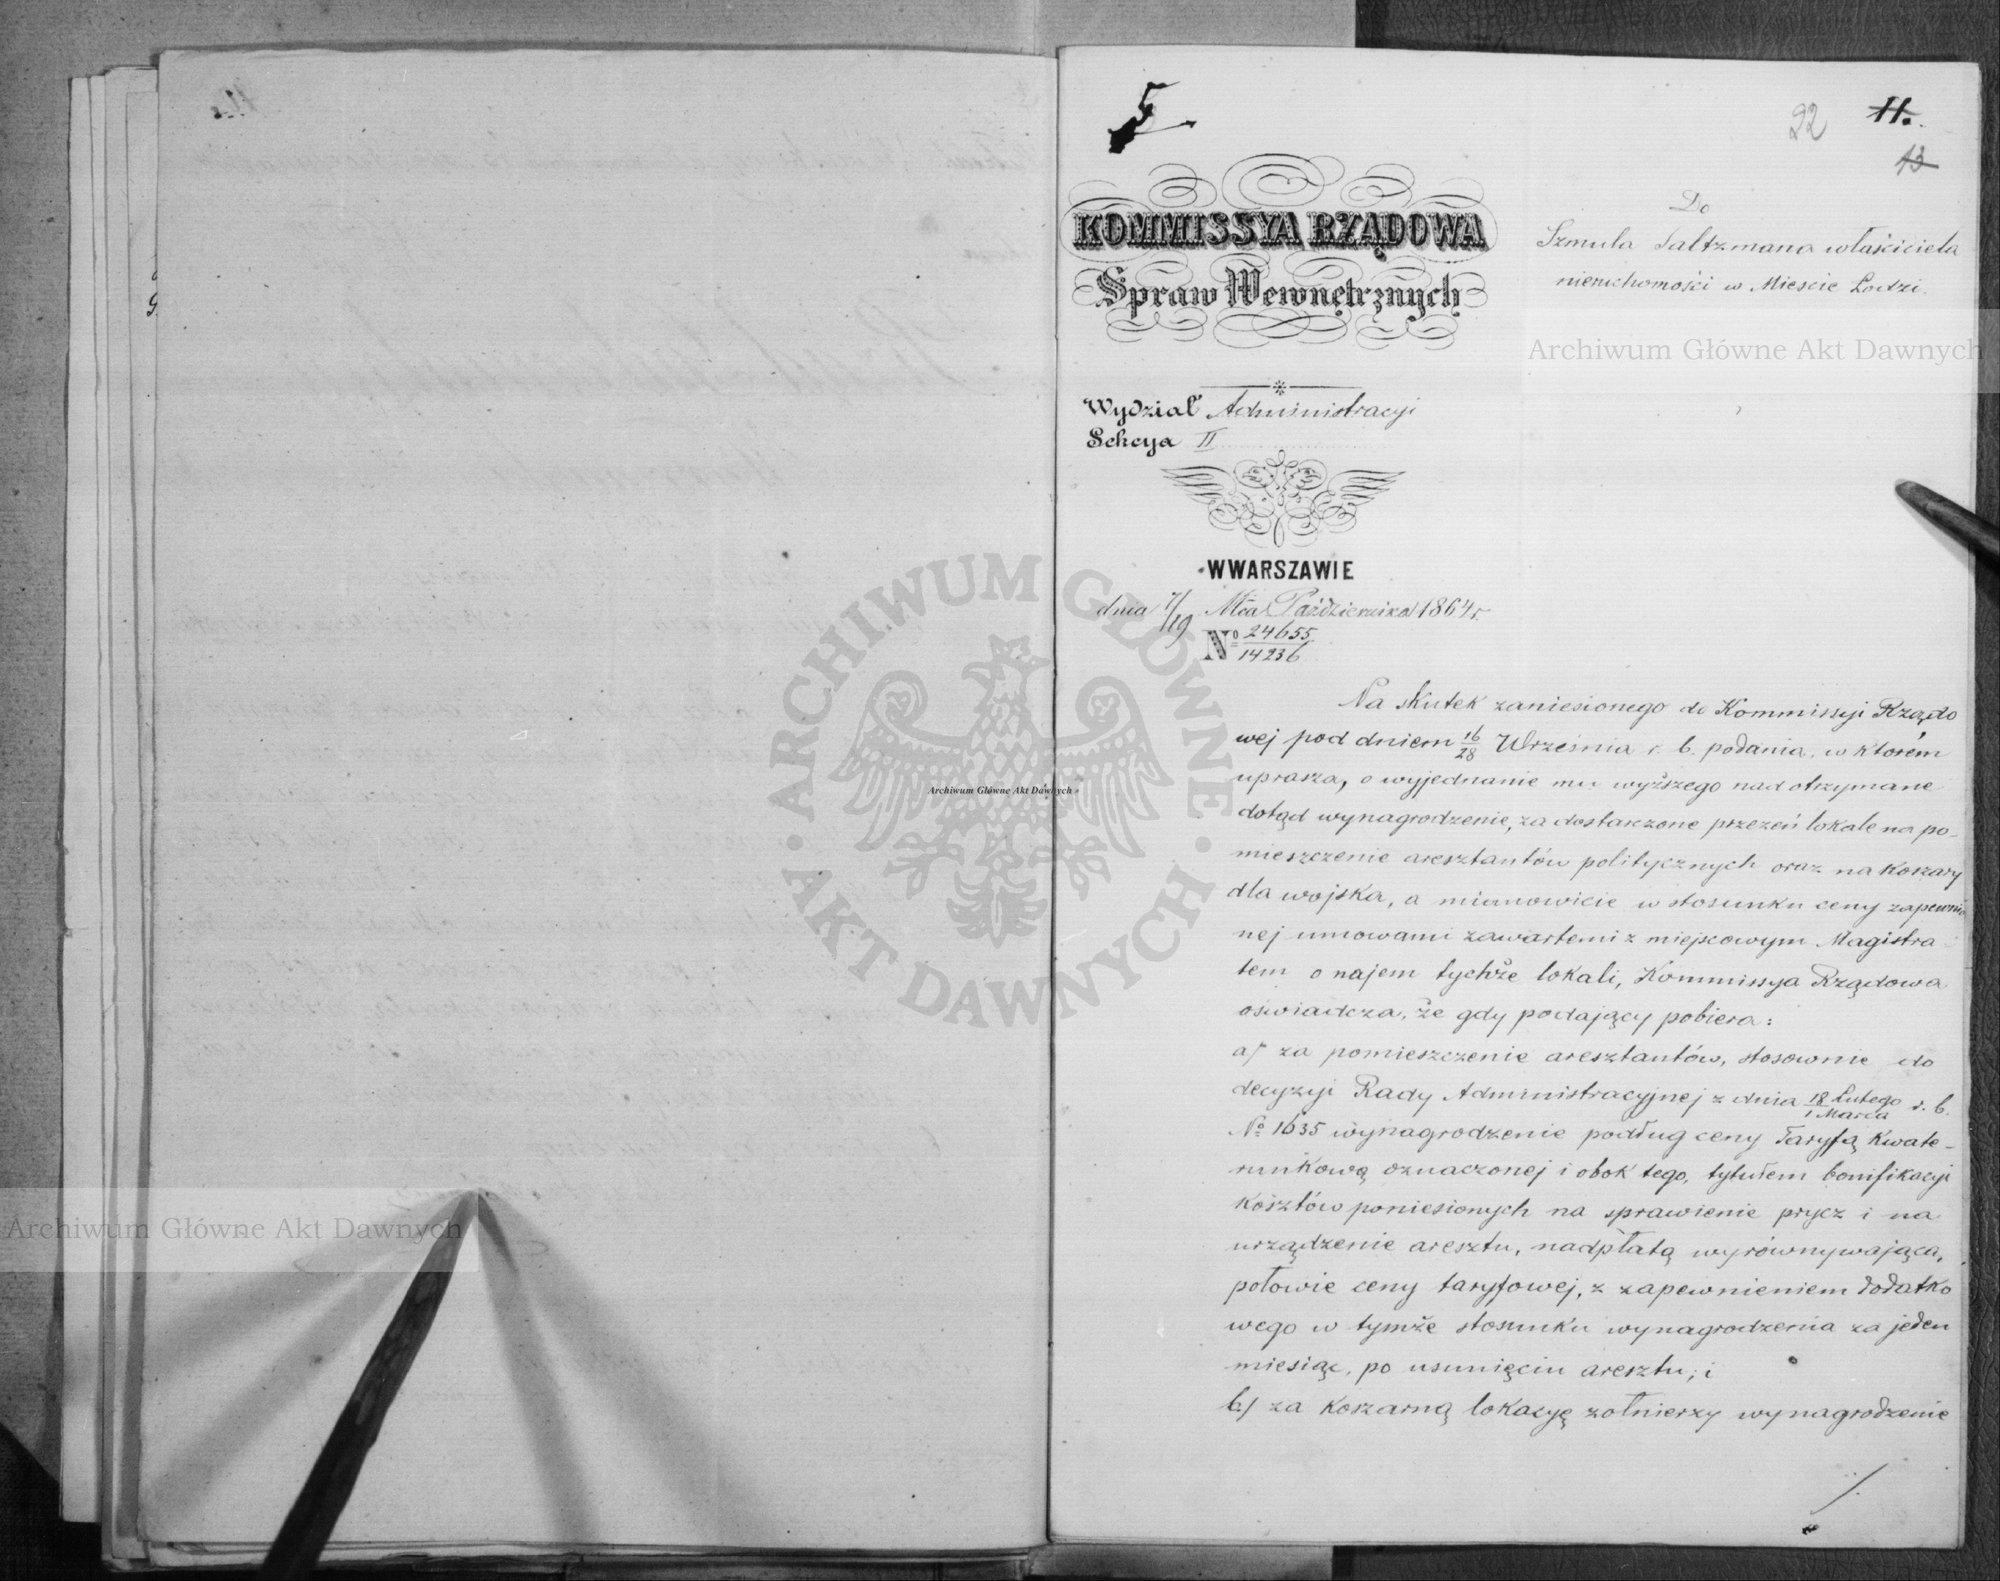 5
22
11.
13
KOMMISSYA RZĄDOWA
Spraw Wewnętrznych
Do
Szmula Saltzmana właściciela
nieruchomości w Mieście Łodzi.
Wydział Administracyi
Sekcya II
W WARSZAWIE
dnia 7/19 Mca Października 1864 r.
No 24655/14236
Na skutek zaniesionego do Kommissyi Rządo
wej pod dniem 16/28 Września r. b. podania, w którém
uprasza, o wyjednanie mu wyższego nad otrzymane
dotąd wynagrodzenie, za dostarczone przezeń lokale na po-
mieszczenie aresztantów politycznych oraz na koszary
dla wojska, a mianowicie w stosunku ceny zapewnio
nej umowami zawartemi z miejscowym Magistra
tem o najem tychże lokali, Kommissya Rządowa
oświadcza, że gdy podający pobiera:
a/ za pomieszczenie aresztantów, stosownie do
decyzyi Rady Administracyjnej z dnia 18 Lutego/1 Marca r. b.
No 1635 wynagrodzenie podług ceny Taryfą Kwate-
runkową oznaczonej i obok tego, tytułem bonifikacyi
kosztów poniesionych na sprawienie prycz i na
urządzenie aresztu, nadpłatą wyrównywającą,
połowie ceny taryfowej, z zapewnieniem dodatko
wego w tymże stosunku wynagrodzenia za jeden
miesiąc, po usunięciu aresztu; i
b/ za koszarną lokacyę żołnierzy wynagrodzenie
./.
Archiwum Główne Akt Dawnych
Archiwum Główne Akt Dawnych
Archiwum Główne Akt Dawnych
ARCHIWUM GŁÓWNE · AKT DAWNYCH ·